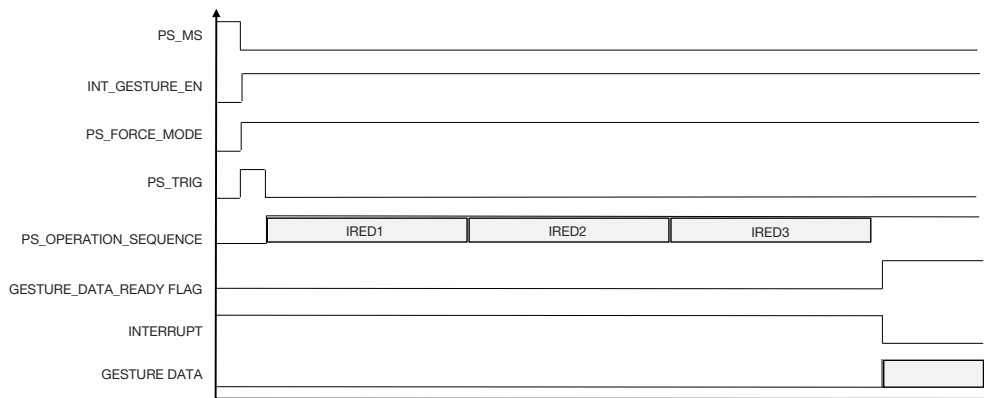 PS_MS
INT_GESTURE_EN
PS_FORCE_MODE
PS_TRIG
PS_OPERATION_SEQUENCE
IRED1
IRED2
IRED3
GESTURE_DATA_READY FLAG
INTERRUPT
GESTURE DATA